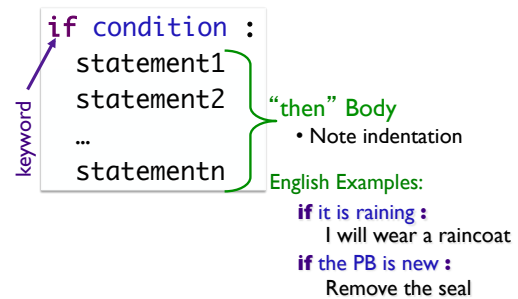 if condition :
statement1
statement2
…
statementn
keyword
“then” Body
• Note indentation
English Examples:
if it is raining :
I will wear a raincoat
if the PB is new :
Remove the seal